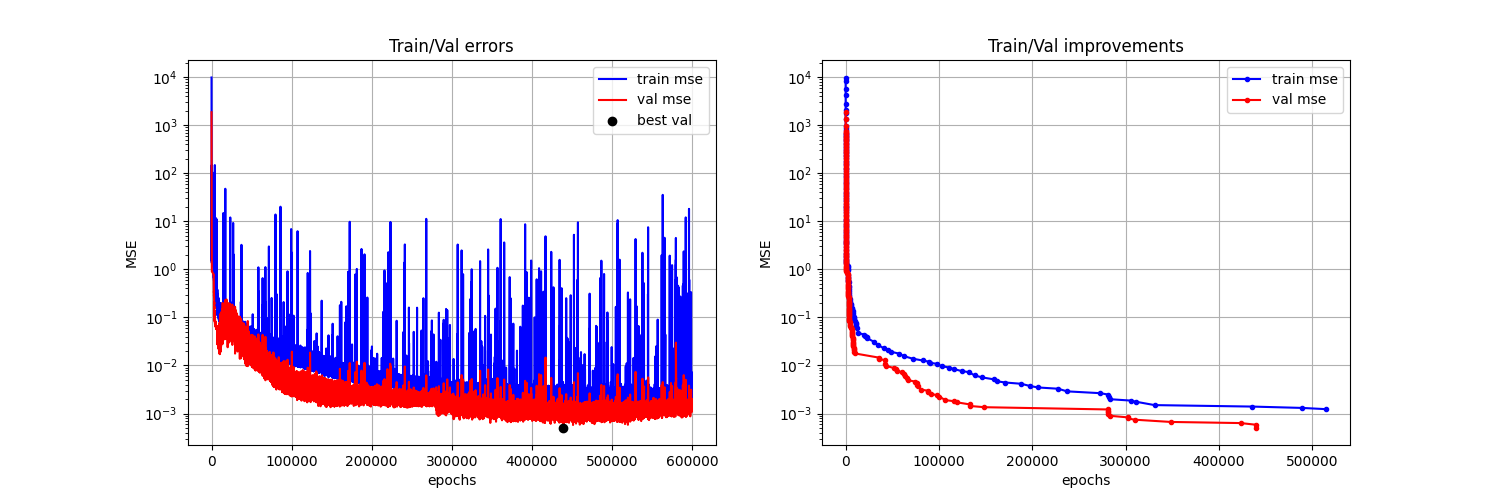 Train/Val errors
MSE
10^4
10^3
10^2
10^1
10^0
10^-1
10^-2
10^-3
train mse
val mse
best val
0 100000 200000 300000 400000 500000 600000
epochs
Train/Val improvements
MSE
10^4
10^3
10^2
10^1
10^0
10^-1
10^-2
10^-3
train mse
val mse
0 100000 200000 300000 400000 500000
epochs